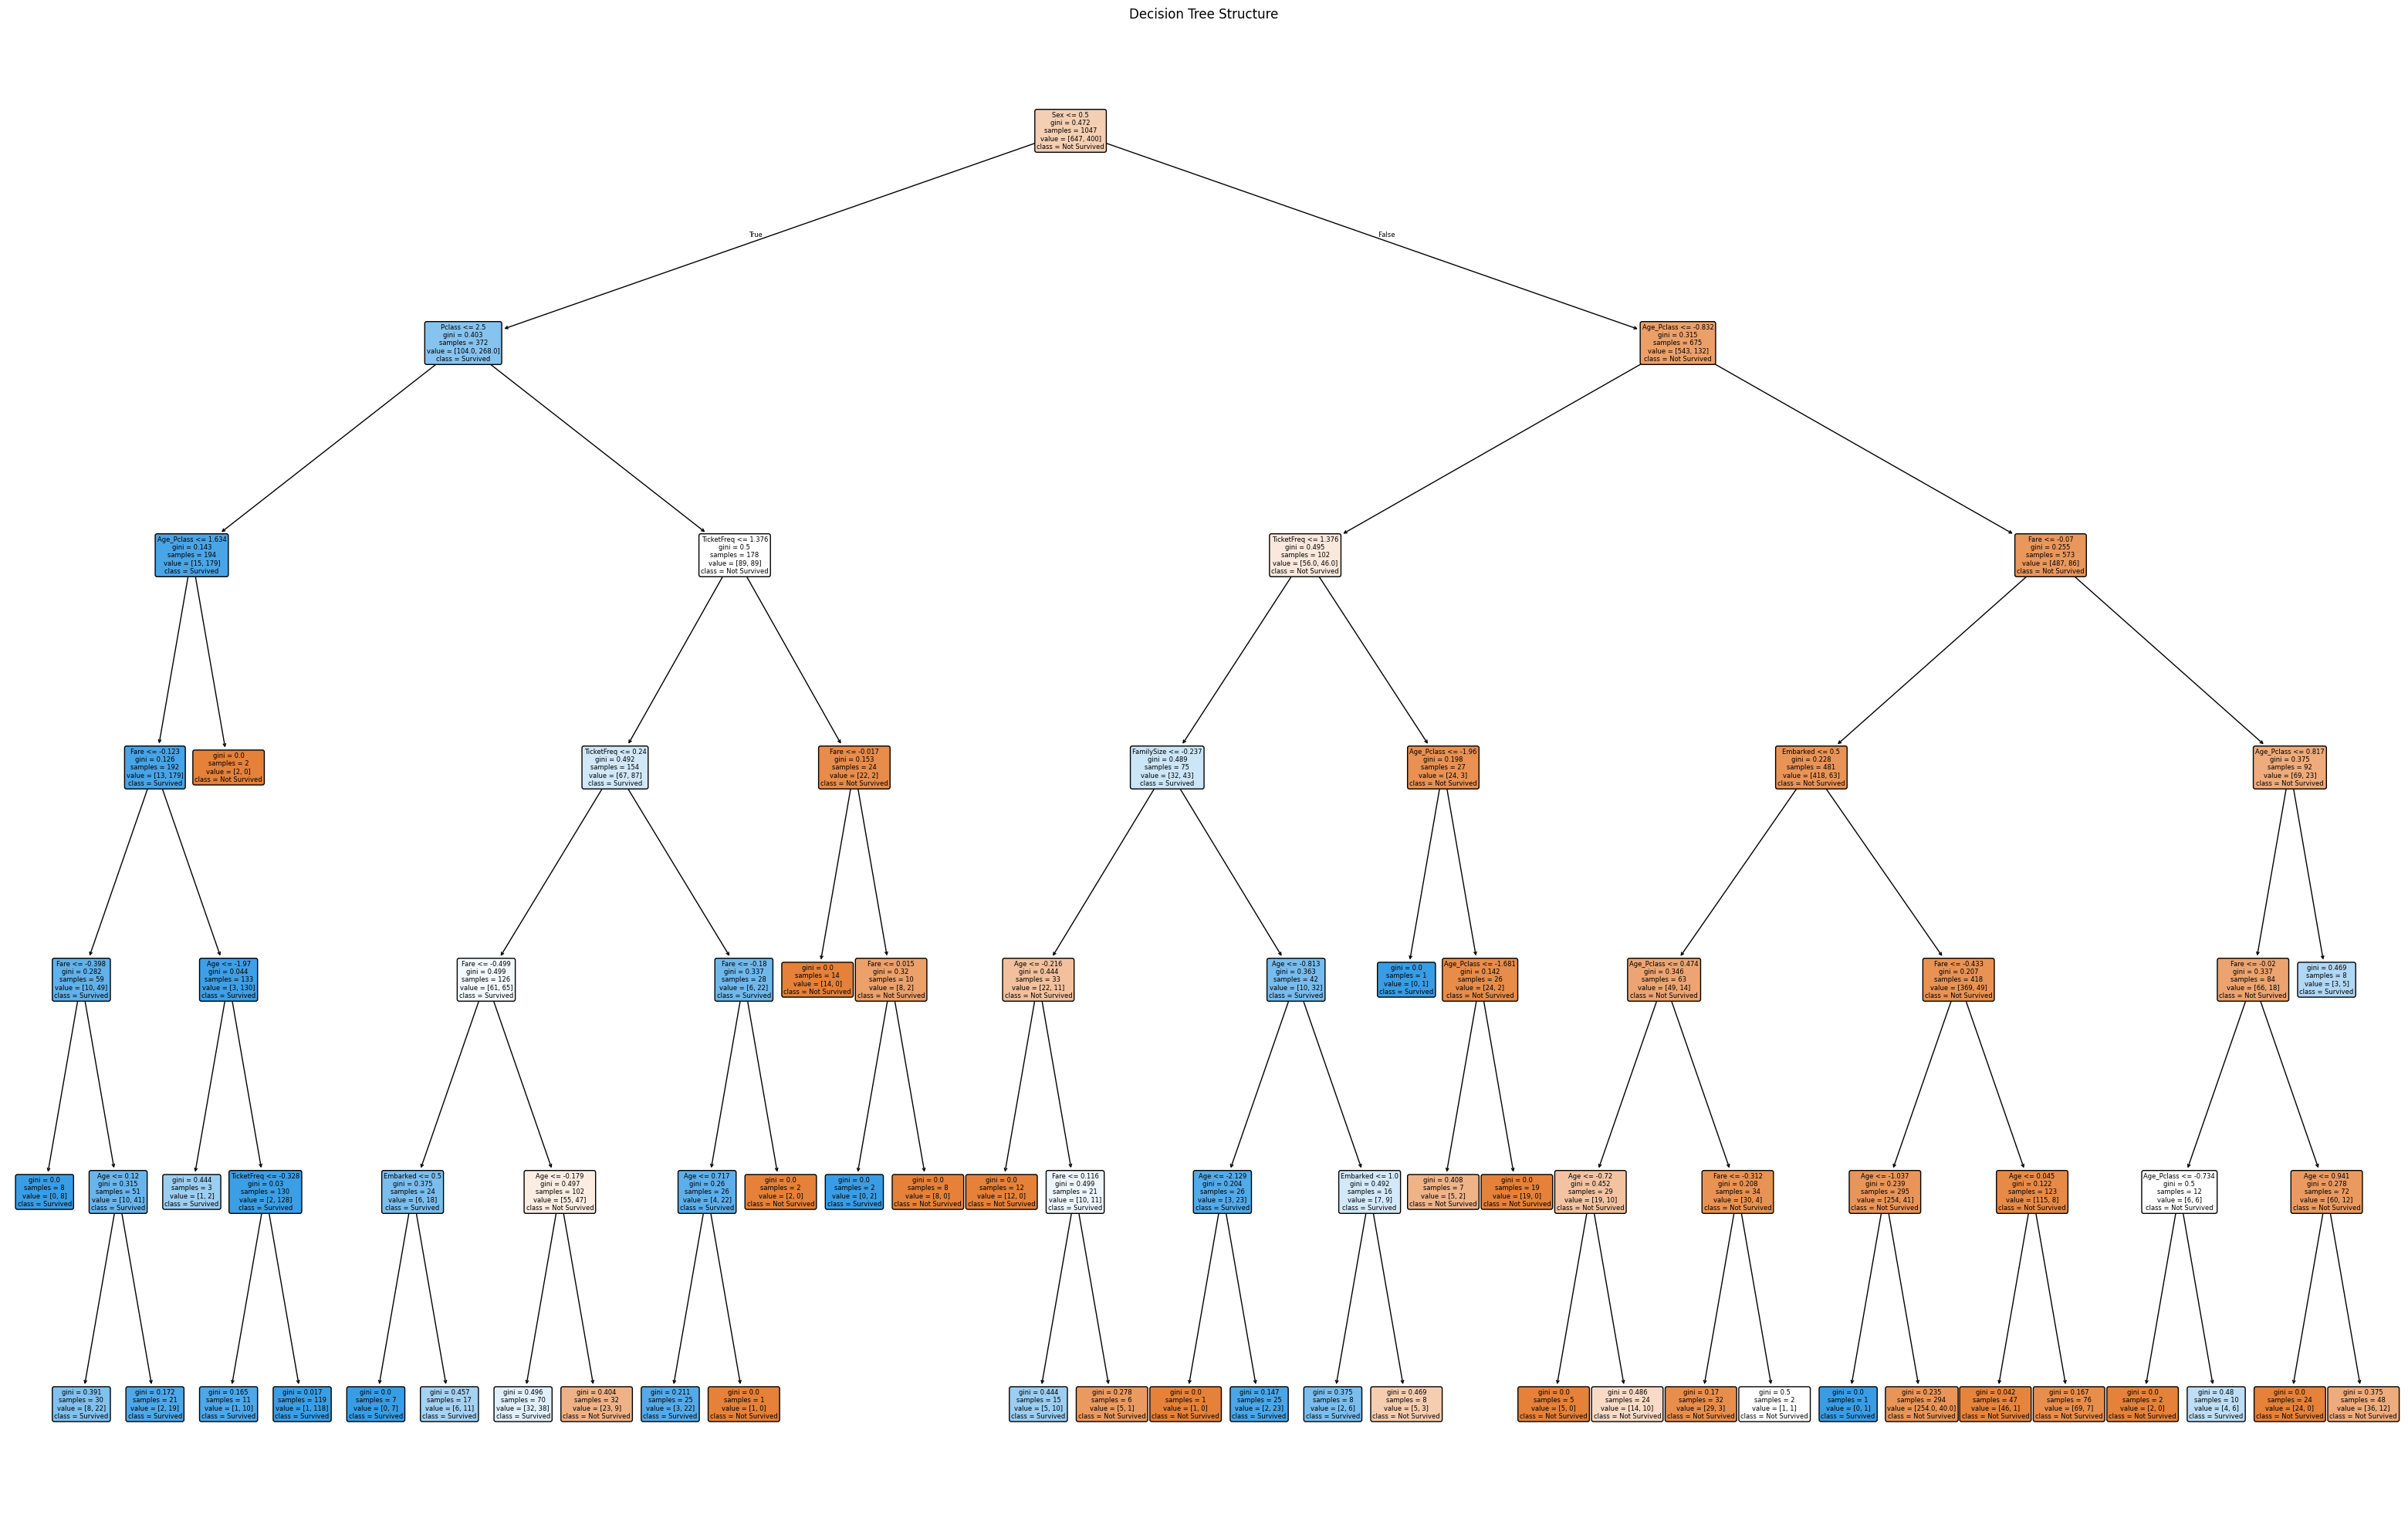 Decision Tree Structure
Sex <= 0.5
gini = 0.472
samples = 1047
value = [647, 400]
class = Not Survived
True
False
Pclass <= 2.5
gini = 0.403
samples = 372
value = [104.0, 268.0]
class = Survived
Age_Pclass <= -0.832
gini = 0.315
samples = 675
value = [543, 132]
class = Not Survived
Age_Pclass <= 1.634
gini = 0.143
samples = 194
value = [15, 179]
class = Survived
TicketFreq <= 1.376
gini = 0.5
samples = 178
value = [89, 89]
class = Not Survived
TicketFreq <= 1.376
gini = 0.495
samples = 102
value = [56.0, 46.0]
class = Not Survived
Fare <= -0.07
gini = 0.255
samples = 573
value = [487, 86]
class = Not Survived
Fare <= -0.123
gini = 0.126
samples = 192
value = [13, 179]
class = Survived
gini = 0.0
samples = 2
value = [2, 0]
class = Not Survived
TicketFreq <= 0.24
gini = 0.492
samples = 154
value = [67, 87]
class = Survived
Fare <= -0.017
gini = 0.153
samples = 24
value = [22, 2]
class = Not Survived
FamilySize <= -0.237
gini = 0.489
samples = 75
value = [32, 43]
class = Survived
Age_Pclass <= -1.96
gini = 0.198
samples = 27
value = [24, 3]
class = Not Survived
Embarked <= 0.5
gini = 0.228
samples = 481
value = [418, 63]
class = Not Survived
Age_Pclass <= 0.817
gini = 0.375
samples = 92
value = [69, 23]
class = Not Survived
Fare <= -0.398
gini = 0.282
samples = 59
value = [10, 49]
class = Survived
Age <= -1.97
gini = 0.044
samples = 133
value = [3, 130]
class = Survived
Fare <= -0.499
gini = 0.499
samples = 126
value = [61, 65]
class = Survived
Fare <= -0.18
gini = 0.337
samples = 28
value = [6, 22]
class = Survived
gini = 0.0
samples = 14
value = [14, 0]
class = Not Survived
Fare <= 0.015
gini = 0.32
samples = 10
value = [8, 2]
class = Not Survived
Age <= -0.216
gini = 0.444
samples = 33
value = [22, 11]
class = Not Survived
Age <= -0.813
gini = 0.363
samples = 42
value = [10, 32]
class = Survived
gini = 0.0
samples = 1
value = [0, 1]
class = Survived
Age_Pclass <= -1.681
gini = 0.142
samples = 26
value = [24, 2]
class = Not Survived
Age_Pclass <= 0.474
gini = 0.346
samples = 63
value = [49, 14]
class = Not Survived
Fare <= -0.433
gini = 0.207
samples = 418
value = [369, 49]
class = Not Survived
Fare <= -0.02
gini = 0.337
samples = 84
value = [66, 18]
class = Not Survived
gini = 0.469
samples = 8
value = [3, 5]
class = Survived
gini = 0.0
samples = 8
value = [0, 8]
class = Survived
Age <= 0.12
gini = 0.315
samples = 51
value = [10, 41]
class = Survived
gini = 0.444
samples = 3
value = [1, 2]
class = Survived
TicketFreq <= -0.328
gini = 0.03
samples = 130
value = [2, 128]
class = Survived
Embarked <= 0.5
gini = 0.375
samples = 24
value = [6, 18]
class = Survived
Age <= -0.179
gini = 0.497
samples = 102
value = [55, 47]
class = Not Survived
Age <= 0.717
gini = 0.26
samples = 26
value = [4, 22]
class = Survived
gini = 0.0
samples = 2
value = [2, 0]
class = Not Survived
gini = 0.0
samples = 2
value = [0, 2]
class = Survived
gini = 0.0
samples = 8
value = [8, 0]
class = Not Survived
gini = 0.0
samples = 12
value = [12, 0]
class = Not Survived
Fare <= 0.116
gini = 0.499
samples = 21
value = [10, 11]
class = Survived
Age <= -2.129
gini = 0.204
samples = 26
value = [3, 23]
class = Survived
Embarked <= 1.0
gini = 0.492
samples = 16
value = [7, 9]
class = Survived
gini = 0.408
samples = 7
value = [5, 2]
class = Not Survived
gini = 0.0
samples = 19
value = [19, 0]
class = Not Survived
Age <= -0.72
gini = 0.452
samples = 29
value = [19, 10]
class = Not Survived
Fare <= -0.312
gini = 0.208
samples = 34
value = [30, 4]
class = Not Survived
Age <= -1.037
gini = 0.239
samples = 295
value = [254, 41]
class = Not Survived
Age <= 0.045
gini = 0.122
samples = 123
value = [115, 8]
class = Not Survived
Age_Pclass <= -0.734
gini = 0.5
samples = 12
value = [6, 6]
class = Not Survived
Age <= 0.941
gini = 0.278
samples = 72
value = [60, 12]
class = Not Survived
gini = 0.391
samples = 30
value = [8, 22]
class = Survived
gini = 0.172
samples = 21
value = [2, 19]
class = Survived
gini = 0.165
samples = 11
value = [1, 10]
class = Survived
gini = 0.017
samples = 119
value = [1, 118]
class = Survived
gini = 0.0
samples = 7
value = [0, 7]
class = Survived
gini = 0.457
samples = 17
value = [6, 11]
class = Survived
gini = 0.496
samples = 70
value = [32, 38]
class = Survived
gini = 0.404
samples = 32
value = [23, 9]
class = Not Survived
gini = 0.211
samples = 25
value = [3, 22]
class = Survived
gini = 0.0
samples = 1
value = [1, 0]
class = Not Survived
gini = 0.444
samples = 15
value = [5, 10]
class = Survived
gini = 0.278
samples = 6
value = [5, 1]
class = Not Survived
gini = 0.0
samples = 1
value = [1, 0]
class = Not Survived
gini = 0.147
samples = 25
value = [2, 23]
class = Survived
gini = 0.375
samples = 8
value = [2, 6]
class = Survived
gini = 0.469
samples = 8
value = [5, 3]
class = Not Survived
gini = 0.0
samples = 5
value = [5, 0]
class = Not Survived
gini = 0.486
samples = 24
value = [14, 10]
class = Not Survived
gini = 0.17
samples = 32
value = [29, 3]
class = Not Survived
gini = 0.5
samples = 2
value = [1, 1]
class = Not Survived
gini = 0.0
samples = 1
value = [0, 1]
class = Survived
gini = 0.235
samples = 294
value = [254.0, 40.0]
class = Not Survived
gini = 0.042
samples = 47
value = [46, 1]
class = Not Survived
gini = 0.167
samples = 76
value = [69, 7]
class = Not Survived
gini = 0.0
samples = 2
value = [2, 0]
class = Not Survived
gini = 0.48
samples = 10
value = [4, 6]
class = Survived
gini = 0.0
samples = 24
value = [24, 0]
class = Not Survived
gini = 0.375
samples = 48
value = [36, 12]
class = Not Survived